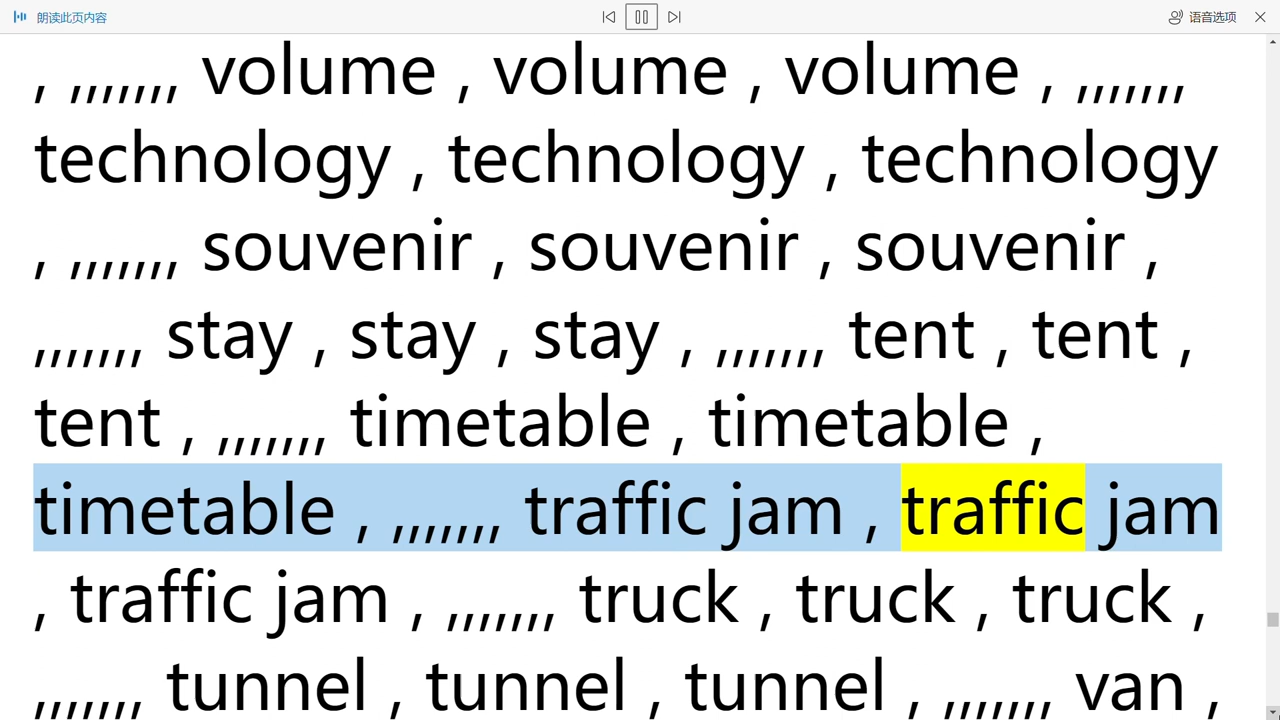 朗读此页内容
语音选项
, ,,,,,,, volume , volume , volume , ,,,,,,,
technology , technology , technology
, ,,,,,,, souvenir , souvenir , souvenir ,
,,,,,,, stay , stay , stay , ,,,,,,, tent , tent ,
tent , ,,,,,,, timetable , timetable ,
timetable , ,,,,,,, traffic jam , traffic jam
, traffic jam , ,,,,,,, truck , truck , truck ,
,,,,,,, tunnel , tunnel , tunnel , ,,,,,,, van ,